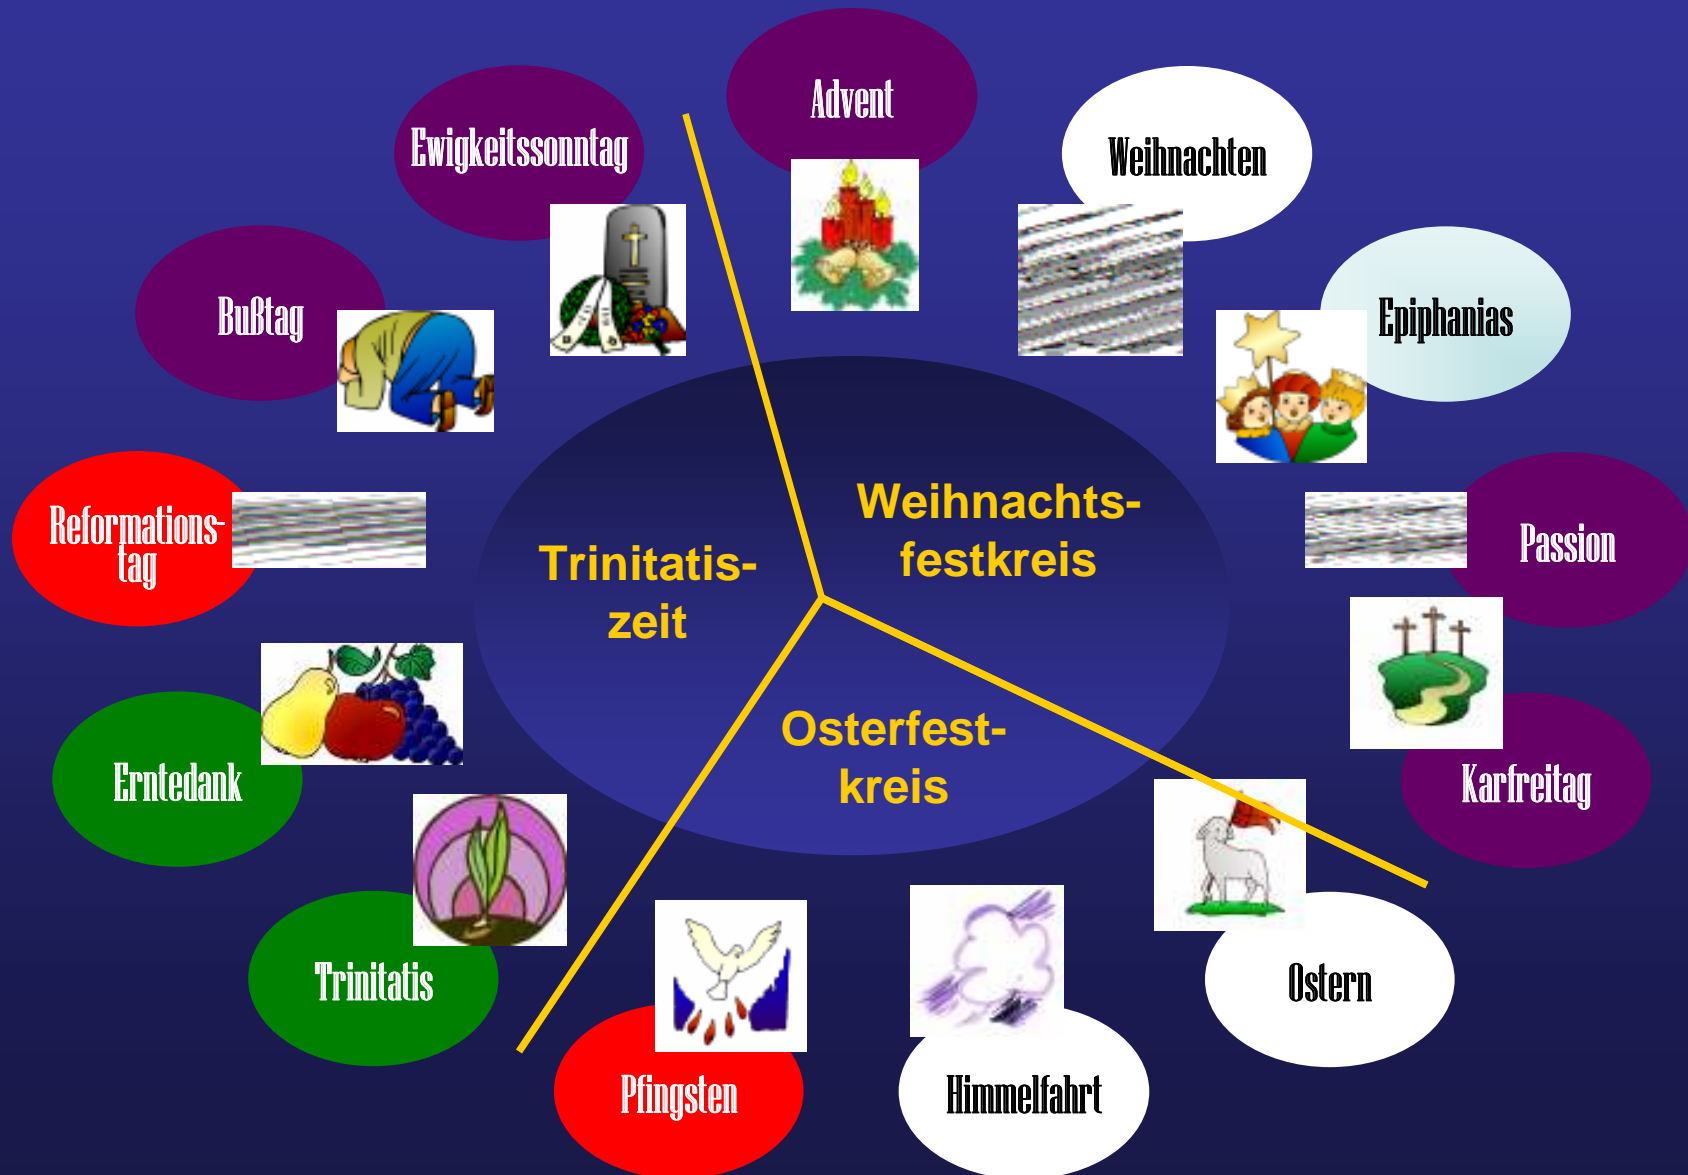 Advent
Weihnachten
Epiphanias
Passion
Karfreitag
Ostern
Himmelfahrt
Pfingsten
Trinitatis
Erntedank
Reformations-
tag
Bußtag
Ewigkeitssonntag
Weihnachts-
festkreis
Osterfest-
kreis
Trinitatis-
zeit